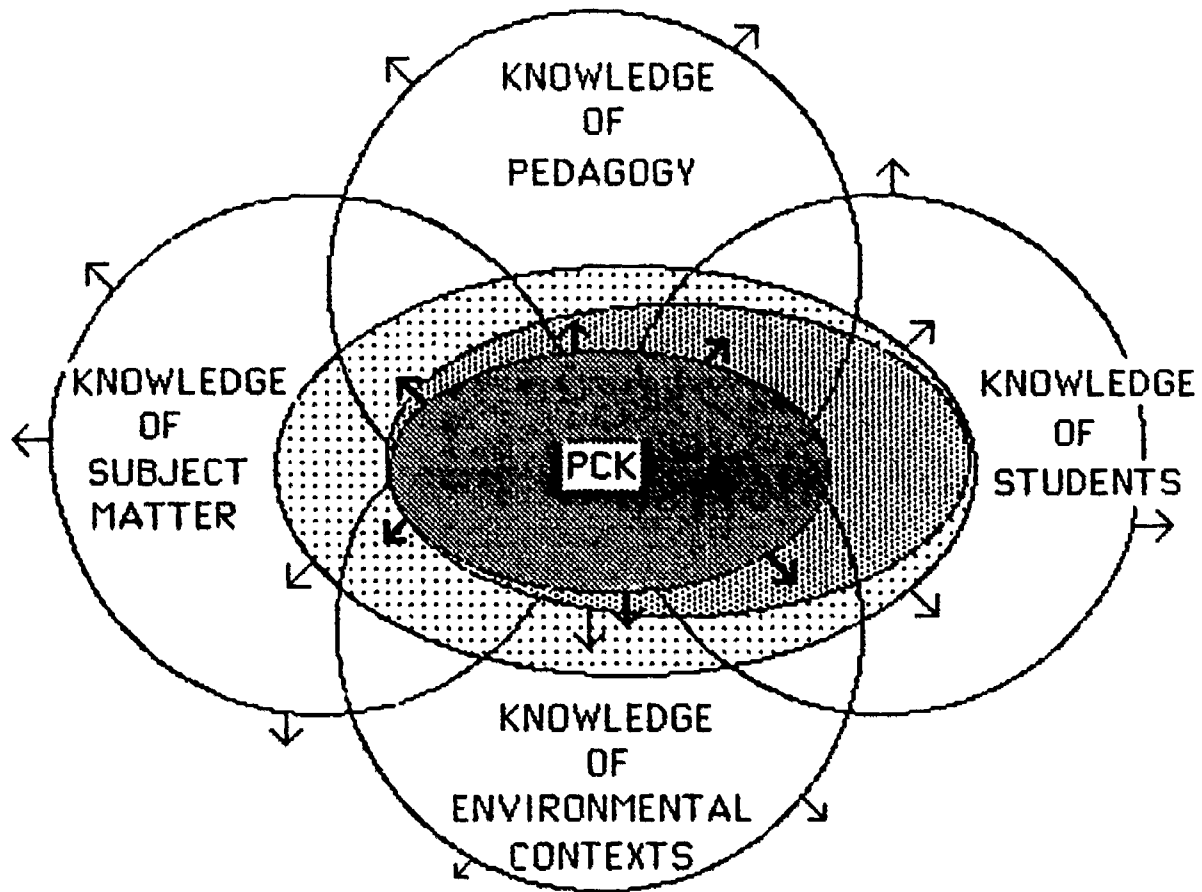 KNOWLEDGE
OF
PEDAGOGY
KNOWLEDGE
OF
SUBJECT
MATTER
PCK
KNOWLEDGE
OF
STUDENTS
KNOWLEDGE
OF
ENVIRONMENTAL
CONTEXTS